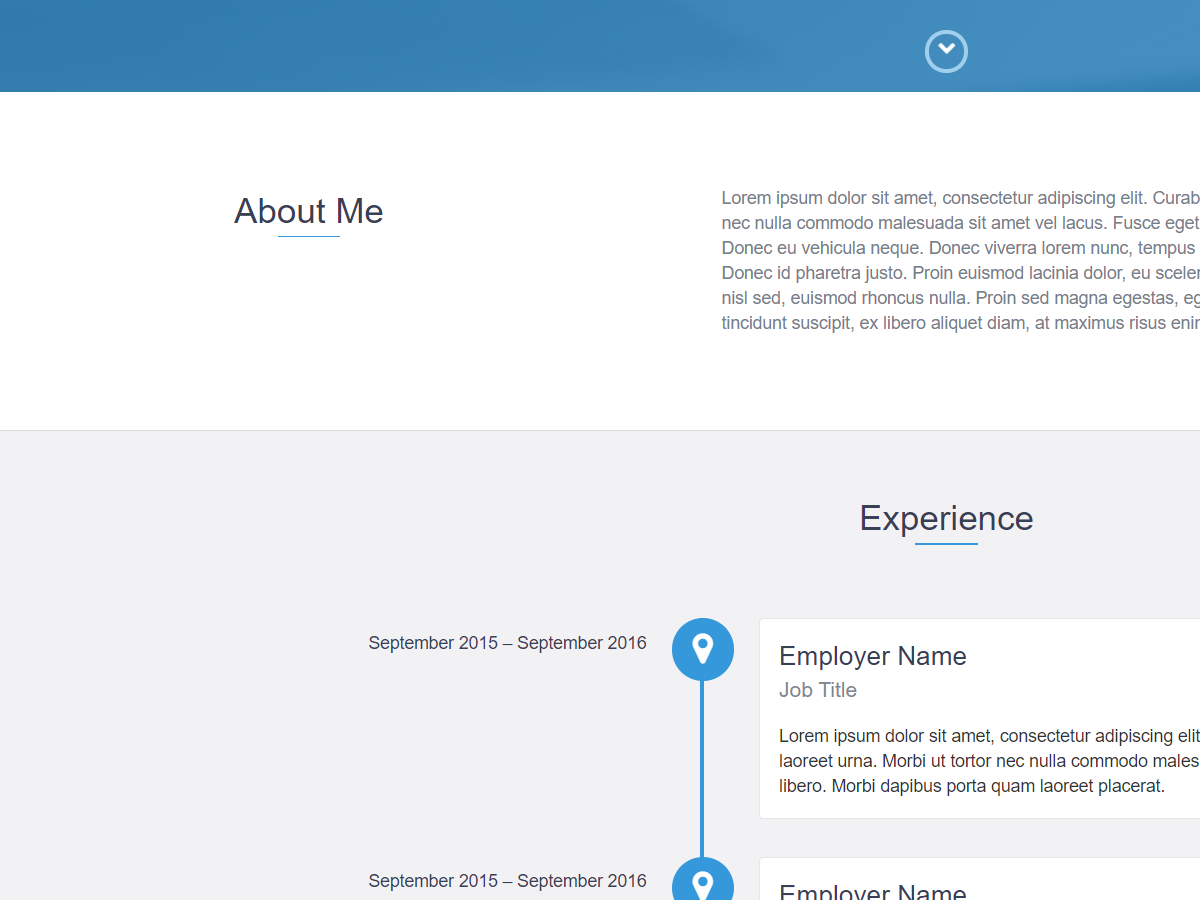 About Me
Lorem ipsum dolor sit amet, consectetur adipiscing elit. Curab
nec nulla commodo malesuada sit amet vel lacus. Fusce eget
Donec eu vehicula neque. Donec viverra lorem nunc, tempus
Donec id pharetra justo. Proin euismod lacinia dolor, eu sceler
nisl sed, euismod rhoncus nulla. Proin sed magna egestas, eg
tincidunt suscipit, ex libero aliquet diam, at maximus risus enim
Experience
September 2015 – September 2016
Employer Name
Job Title
Lorem ipsum dolor sit amet, consectetur adipiscing elit
laoreet urna. Morbi ut tortor nec nulla commodo males
libero. Morbi dapibus porta quam laoreet placerat.
September 2015 – September 2016
Employer Name